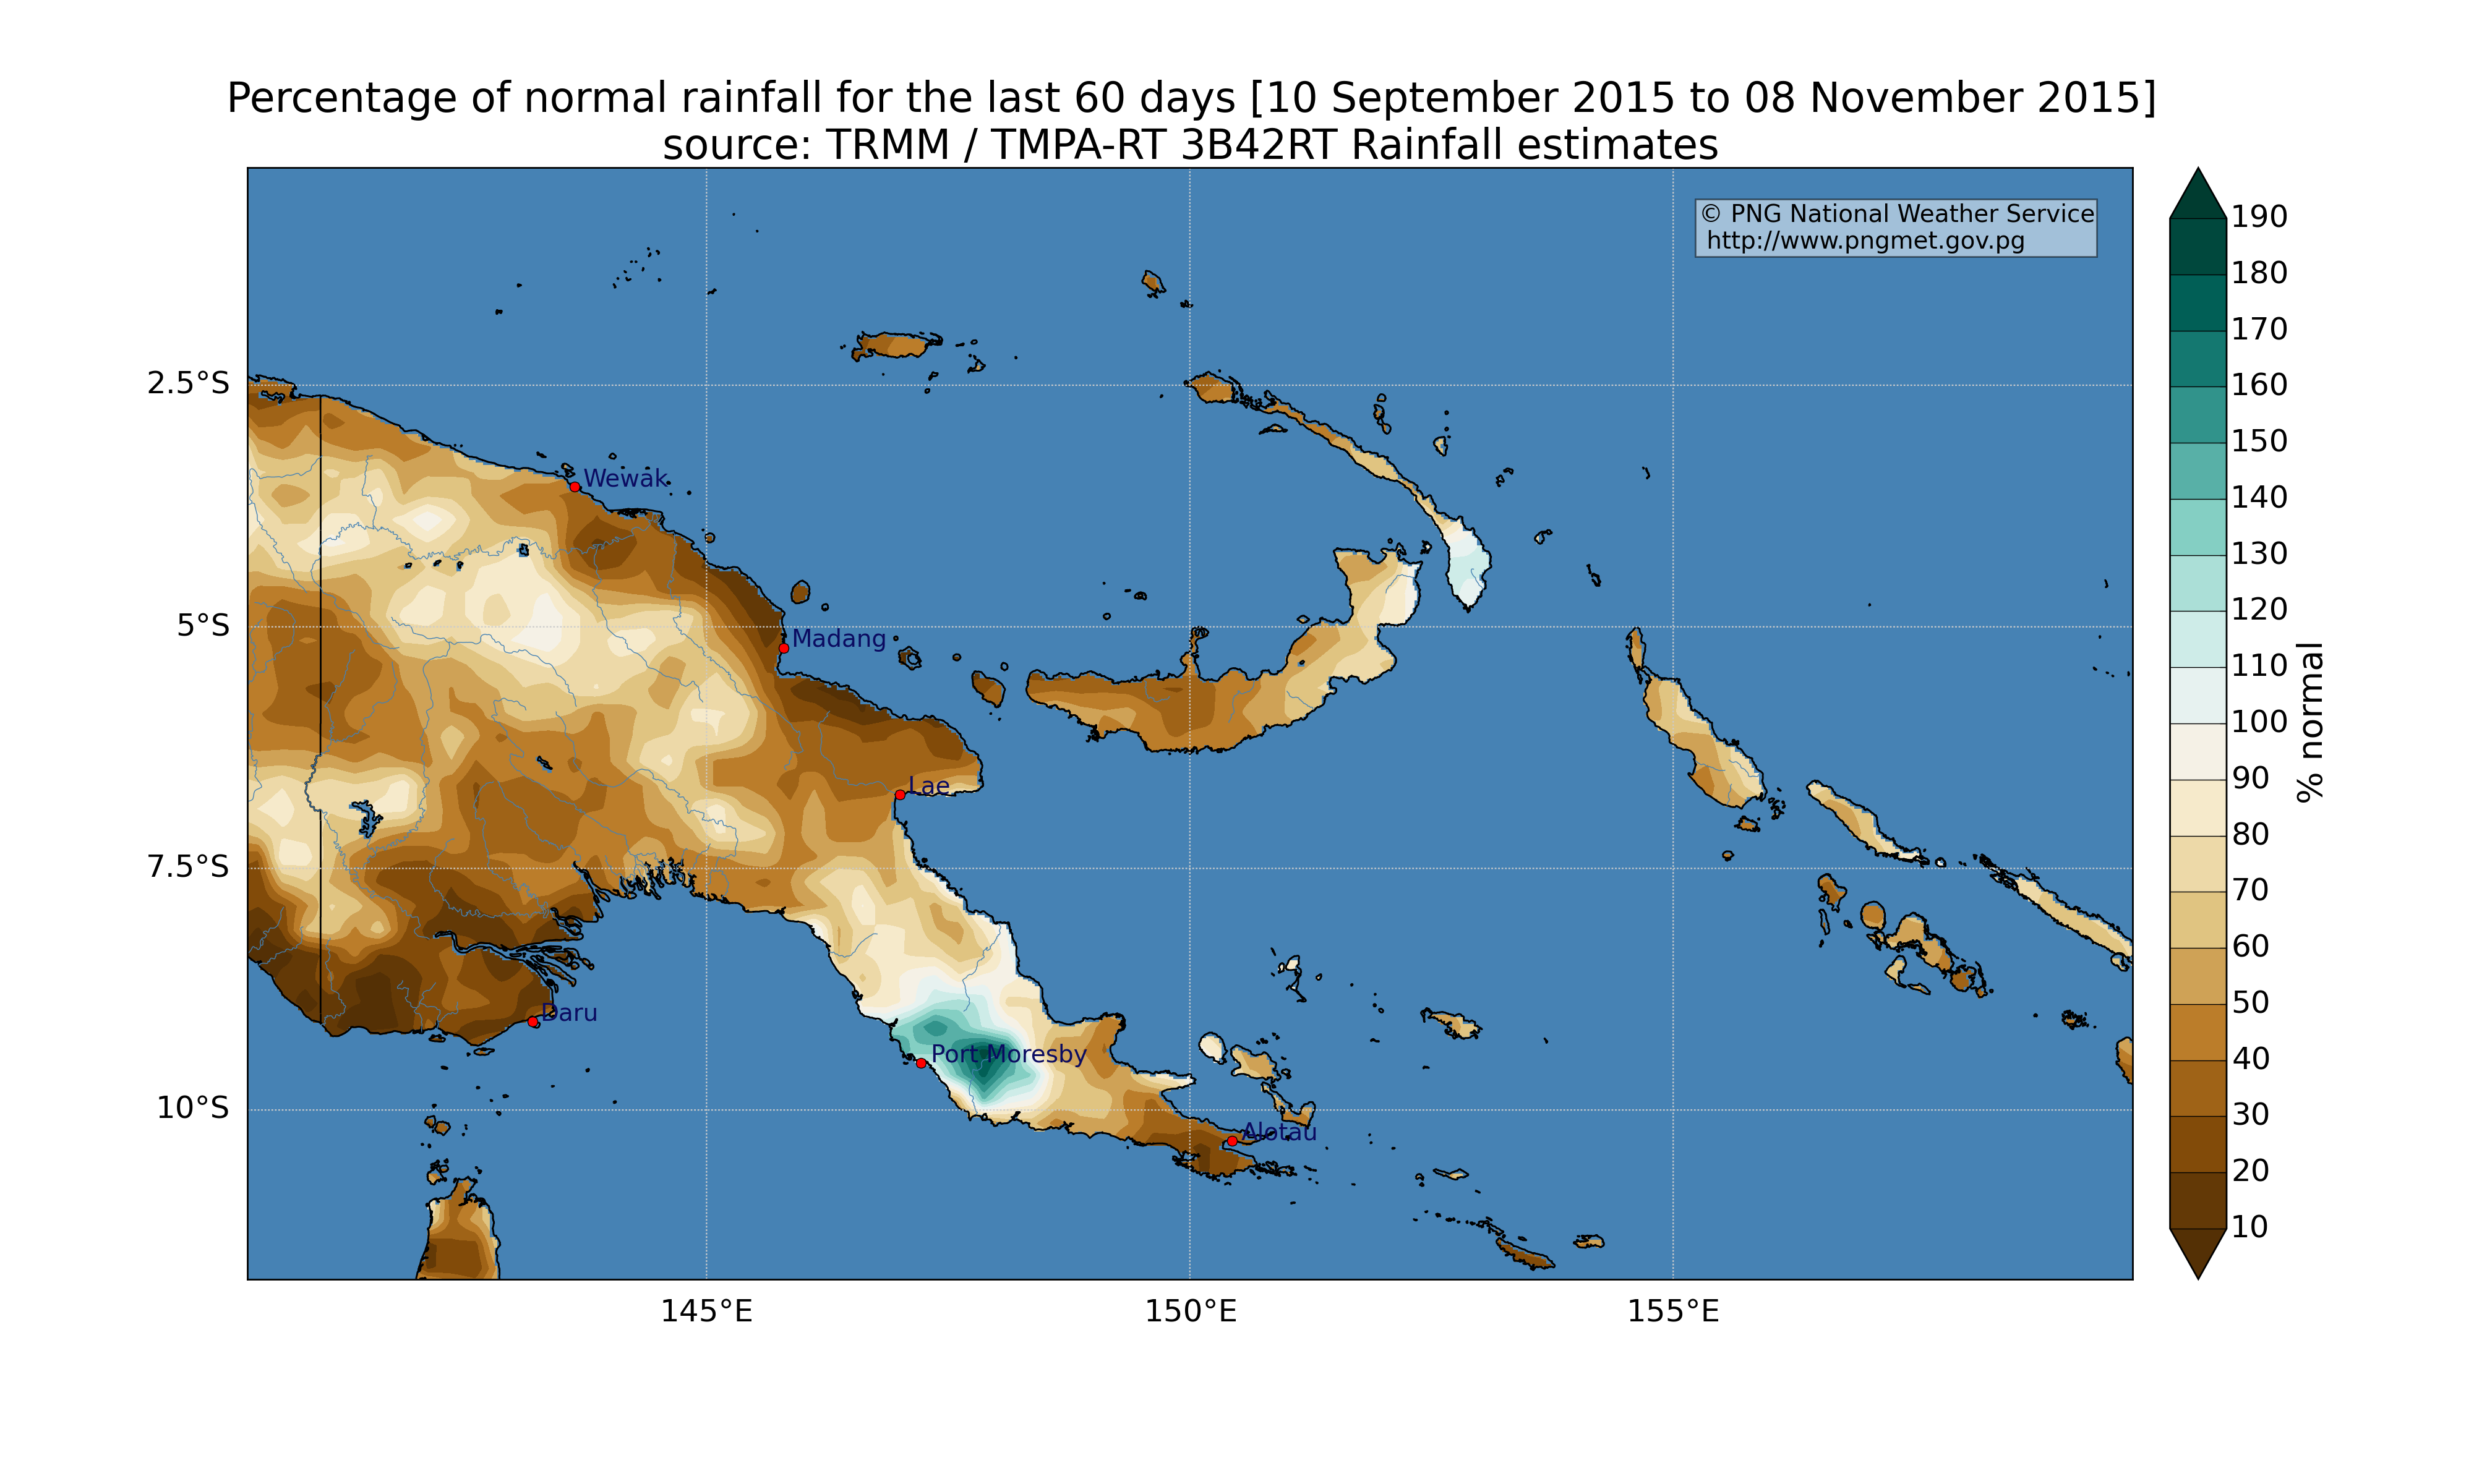 Percentage of normal rainfall for the last 60 days [10 September 2015 to 08 November 2015]
source: TRMM / TMPA-RT 3B42RT Rainfall estimates
© PNG National Weather Service
http://www.pngmet.gov.pg
2.5°S
5°S
7.5°S
10°S
Wewak
Madang
Lae
Daru
Port Moresby
Alotau
145°E
150°E
155°E
190
180
170
160
150
140
130
120
110
100
90
80
70
60
50
40
30
20
10
% normal